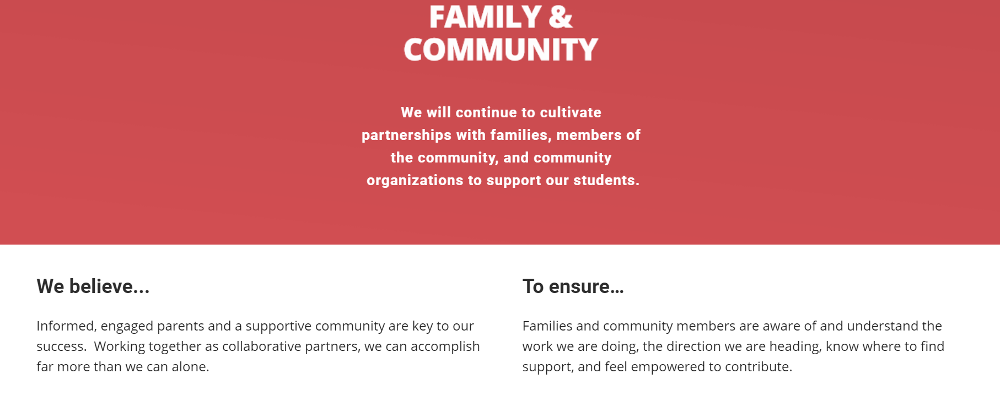 FAMILY &
COMMUNITY
We will continue to cultivate
partnerships with families, members of
the community, and community
organizations to support our students.
We believe...
Informed, engaged parents and a supportive community are key to our
success.  Working together as collaborative partners, we can accomplish
far more than we can alone.
To ensure…
Families and community members are aware of and understand the
work we are doing, the direction we are heading, know where to find
support, and feel empowered to contribute.